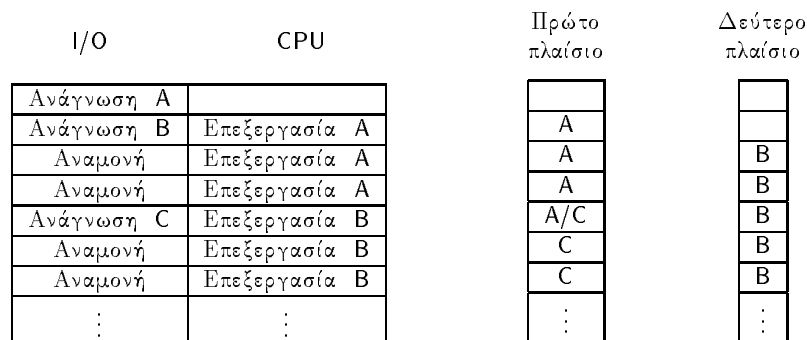 I/O CPU Πρώτο πλαίσιο Δεύτερο πλαίσιο
Ανάγνωση A
Ανάγνωση B Επεξεργασία A A
Αναμονή Επεξεργασία A A B
Αναμονή Επεξεργασία A A B
Ανάγνωση C Επεξεργασία B A/C B
Αναμονή Επεξεργασία B C B
Αναμονή Επεξεργασία B C B
⋮ ⋮ ⋮ ⋮